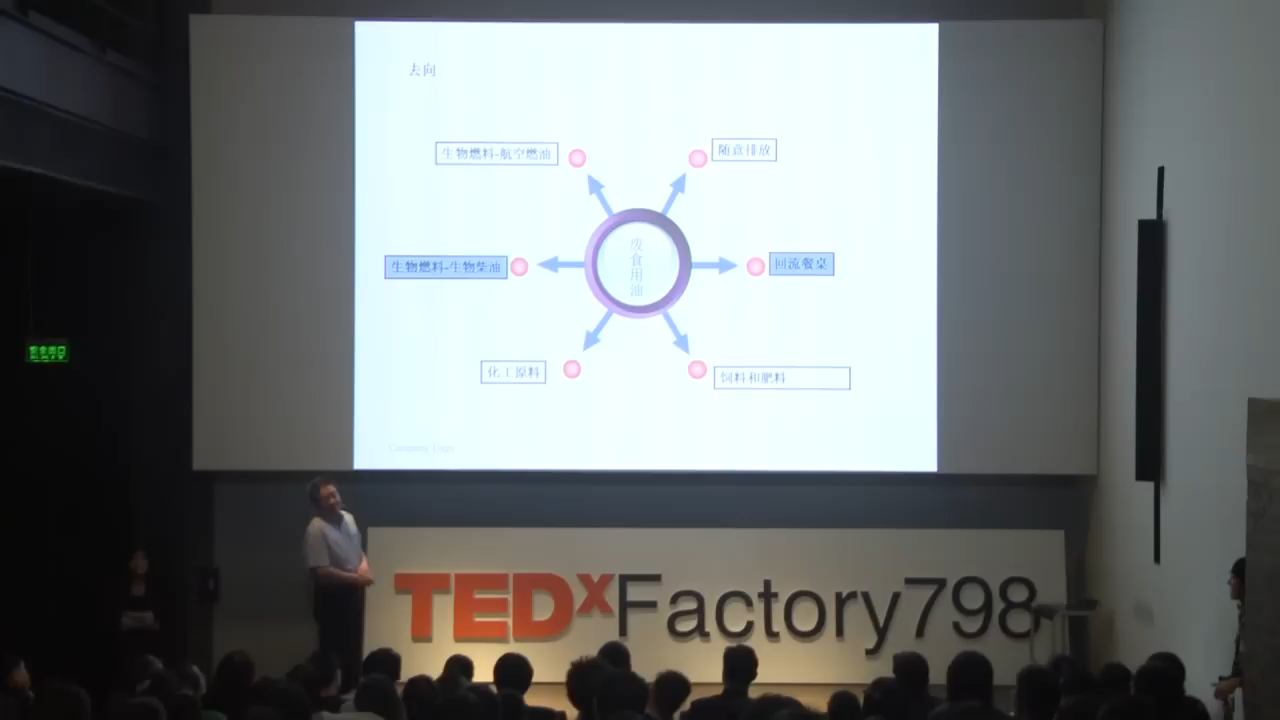 去向
生物燃料-航空燃油
随意排放
废食用油
生物燃料-生物柴油
回流餐桌
化工原料
饲料和肥料
Company Logo
TEDxFactory798